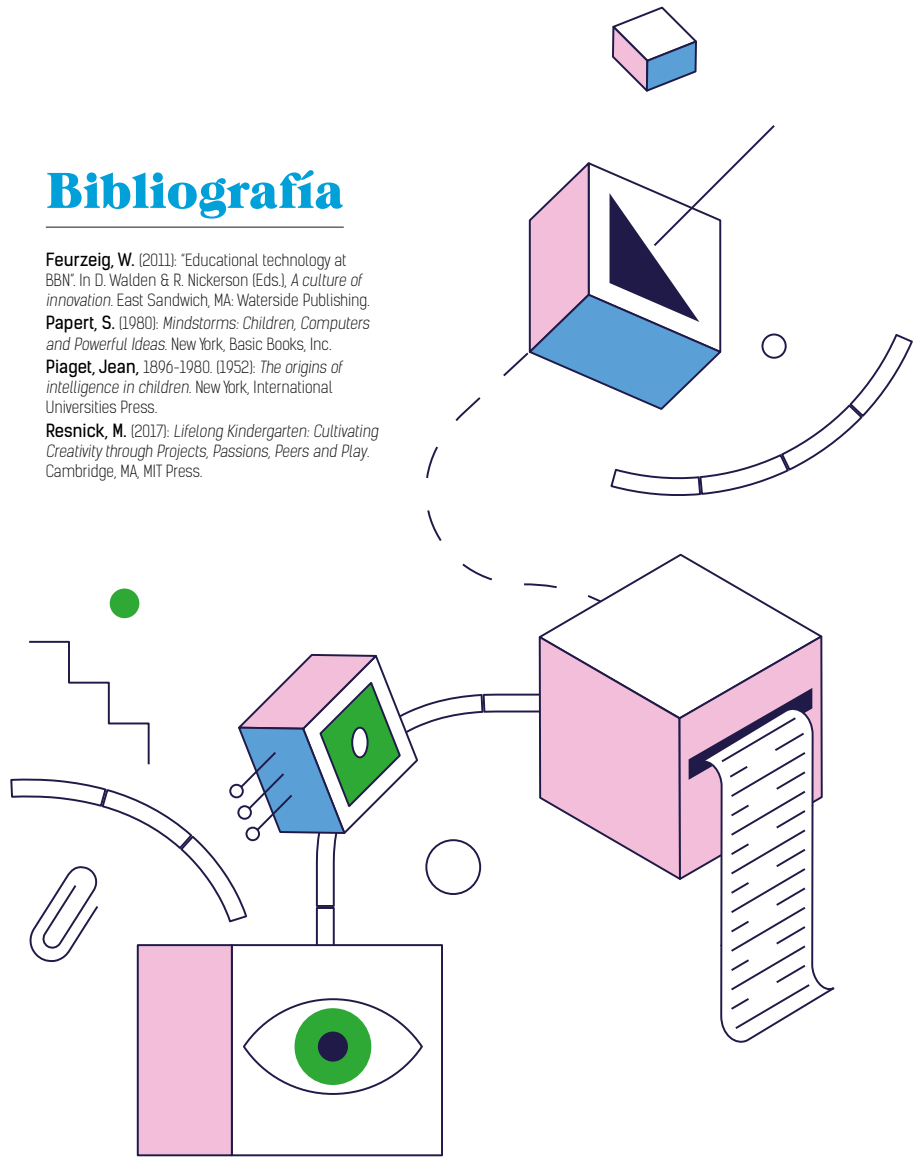 Bibliografía
Feurzeig, W. (2011): “Educational technology at
BBN”. In D. Walden & R. Nickerson (Eds.), A culture of
innovation. East Sandwich, MA: Waterside Publishing.
Papert, S. (1980): Mindstorms: Children, Computers
and Powerful Ideas. New York, Basic Books, Inc.
Piaget, Jean, 1896-1980. (1952): The origins of
intelligence in children. New York, International
Universities Press.
Resnick, M. (2017): Lifelong Kindergarten: Cultivating
Creativity through Projects, Passions, Peers and Play.
Cambridge, MA, MIT Press.